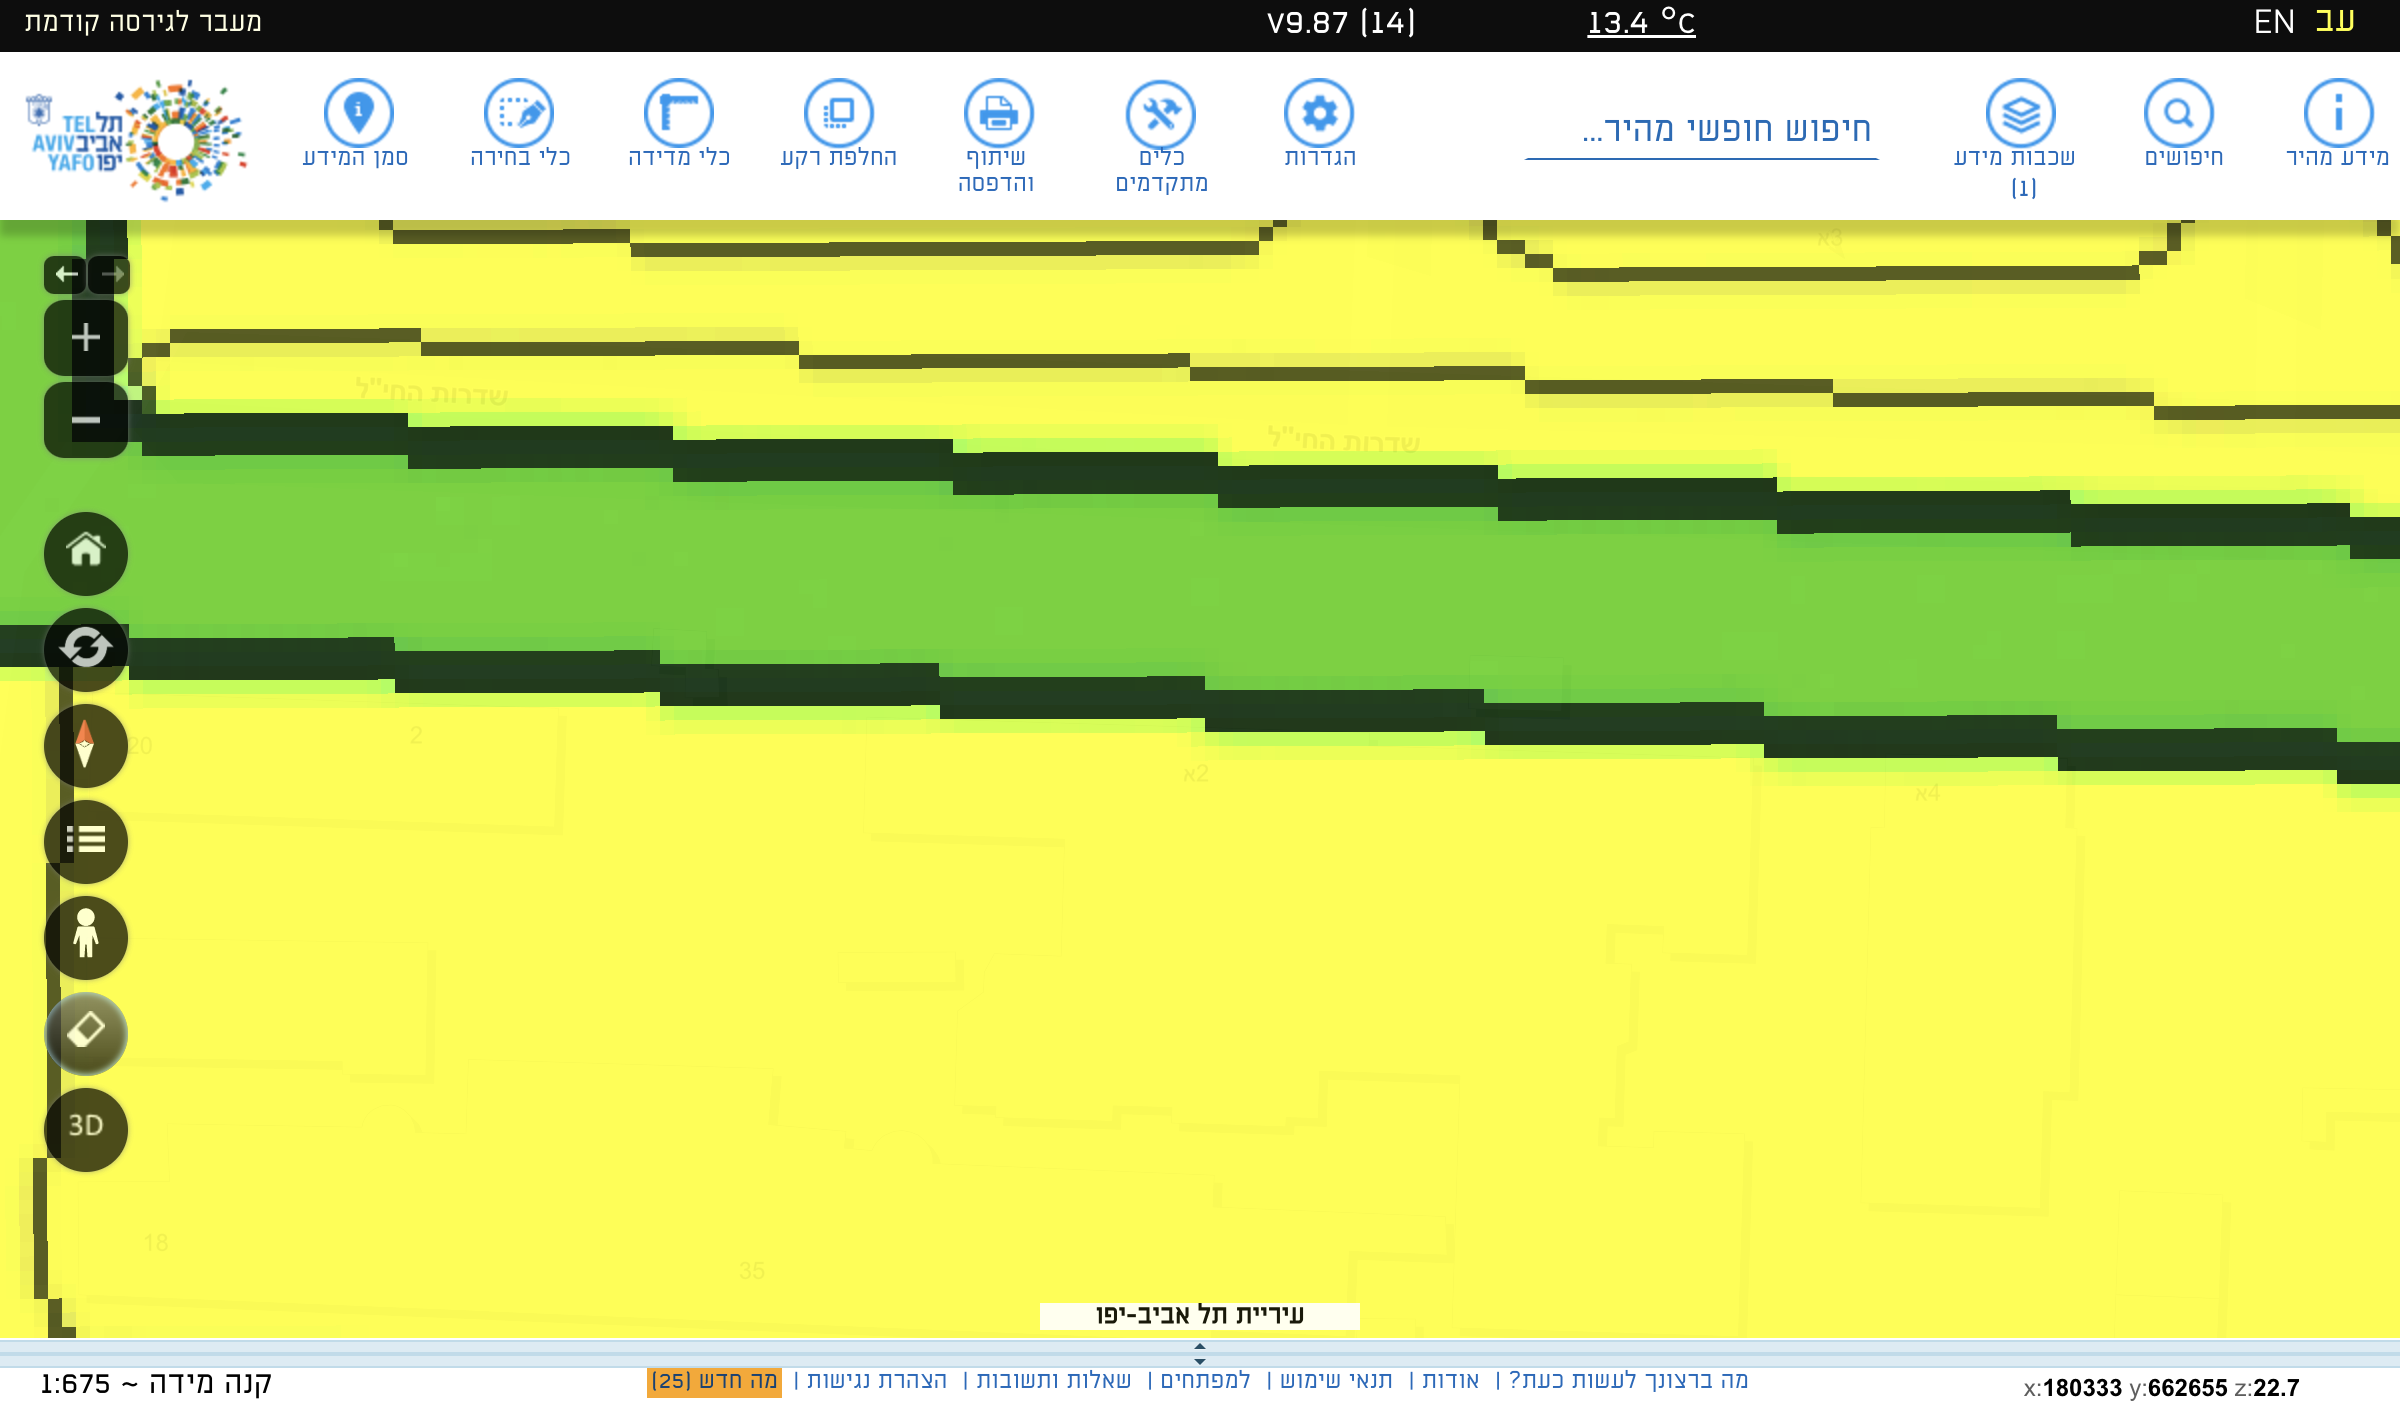 מעבר לגירסה קודמת
V9.87 (14)
13.4 °C
EN עב
תל אביב יפו TEL AVIV YAFO
מידע מהיר
חיפושים
שכבות מידע (1)
חיפוש חופשי מהיר...
הגדרות
כלים מתקדמים
שיתוף והדפסה
החלפת רקע
כלי מדידה
כלי בחירה
סמן המידע
3א
שדרות החי"ל
שדרות החי"ל
20
2
2א
4א
3D
18
35
עיריית תל אביב-יפו
קנה מידה ~ 1:675
מה ברצונך לעשות כעת? | אודות | תנאי שימוש | למפתחים | שאלות ותשובות | הצהרת נגישות | מה חדש (25)
x:180333 y:662655 z:22.7